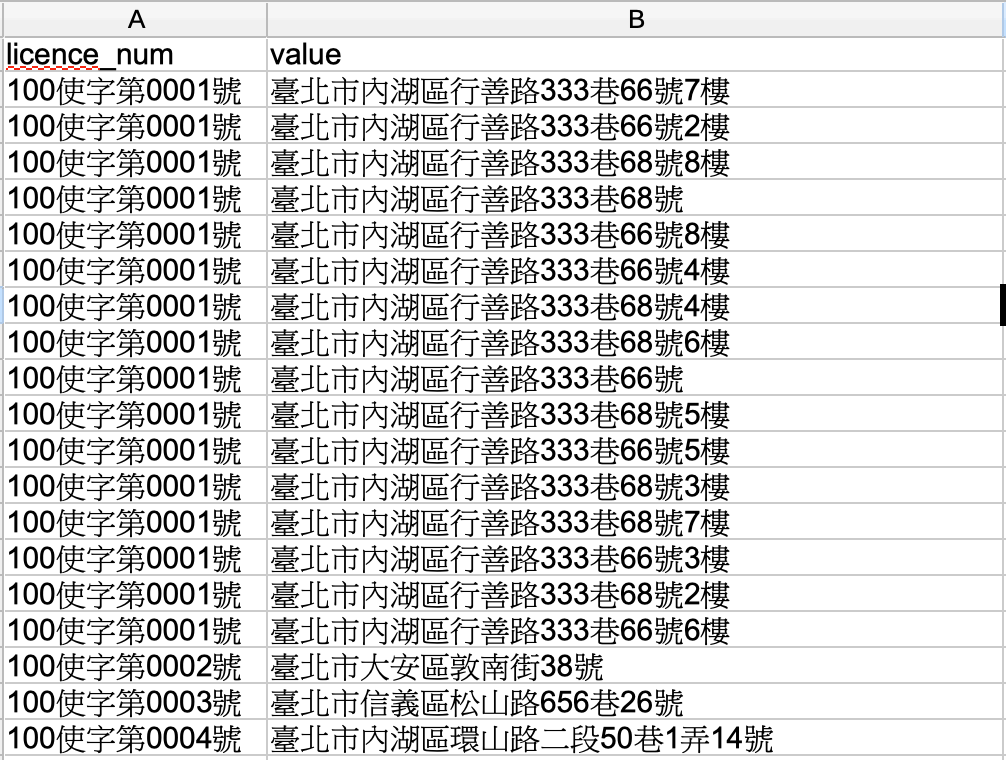 A B
licence_num value
100使字第0001號 臺北市內湖區行善路333巷66號7樓
100使字第0001號 臺北市內湖區行善路333巷66號2樓
100使字第0001號 臺北市內湖區行善路333巷68號8樓
100使字第0001號 臺北市內湖區行善路333巷68號
100使字第0001號 臺北市內湖區行善路333巷66號8樓
100使字第0001號 臺北市內湖區行善路333巷66號4樓
100使字第0001號 臺北市內湖區行善路333巷68號4樓
100使字第0001號 臺北市內湖區行善路333巷68號6樓
100使字第0001號 臺北市內湖區行善路333巷66號
100使字第0001號 臺北市內湖區行善路333巷68號5樓
100使字第0001號 臺北市內湖區行善路333巷66號5樓
100使字第0001號 臺北市內湖區行善路333巷68號3樓
100使字第0001號 臺北市內湖區行善路333巷68號7樓
100使字第0001號 臺北市內湖區行善路333巷66號3樓
100使字第0001號 臺北市內湖區行善路333巷68號2樓
100使字第0001號 臺北市內湖區行善路333巷66號6樓
100使字第0002號 臺北市大安區敦南街38號
100使字第0003號 臺北市信義區松山路656巷26號
100使字第0004號 臺北市內湖區環山路二段50巷1弄14號